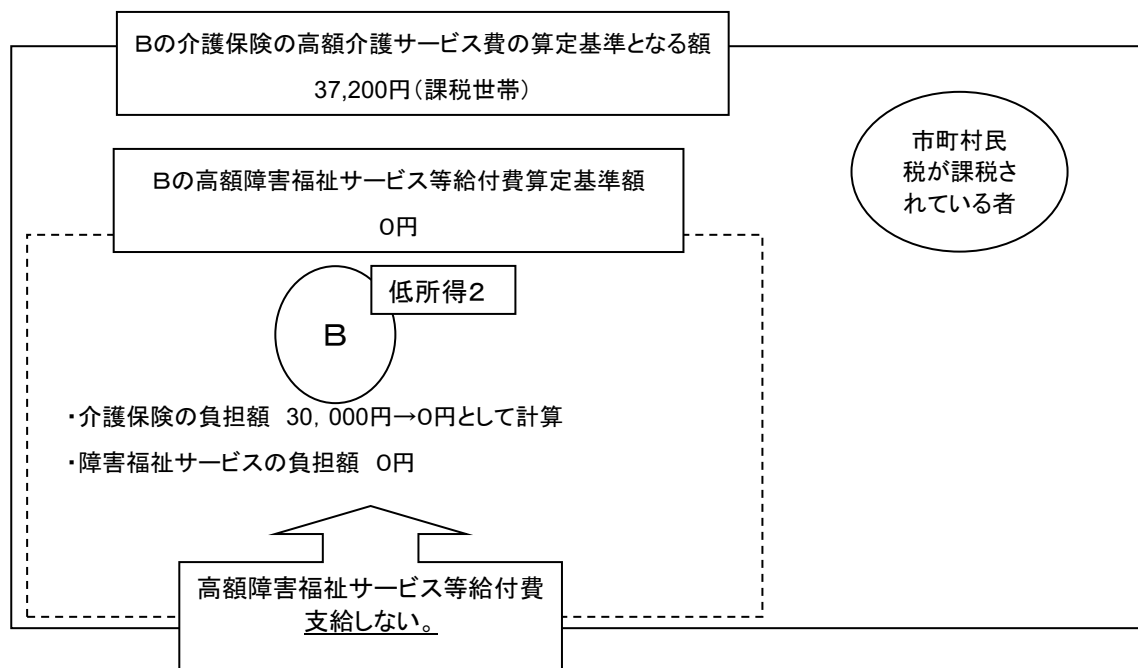 Bの介護保険の高額介護サービス費の算定基準となる額
37,200円(課税世帯)
市町村民
税が課税さ
れている者
Bの高額障害福祉サービス等給付費算定基準額
0円
低所得2
B
・介護保険の負担額 30,000円→0円として計算
・障害福祉サービスの負担額 0円
高額障害福祉サービス等給付費
支給しない。